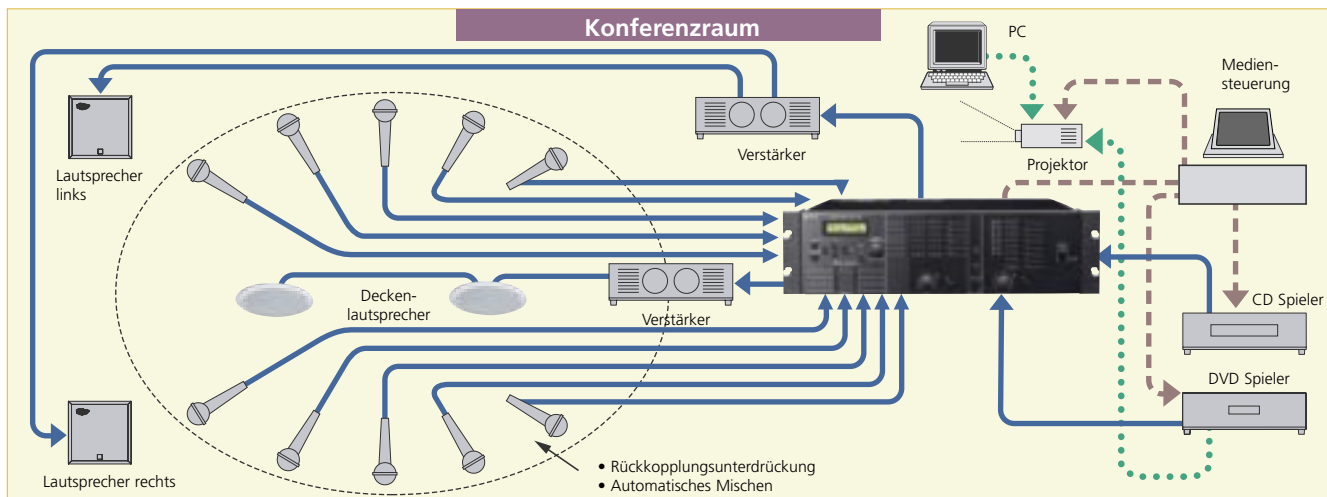 Konferenzraum
PC
Medien-
steuerung
Verstärker
Projektor
Lautsprecher
links
Decken-
lautsprecher
Verstärker
CD Spieler
DVD Spieler
Lautsprecher rechts
• Rückkopplungsunterdrückung
• Automatisches Mischen